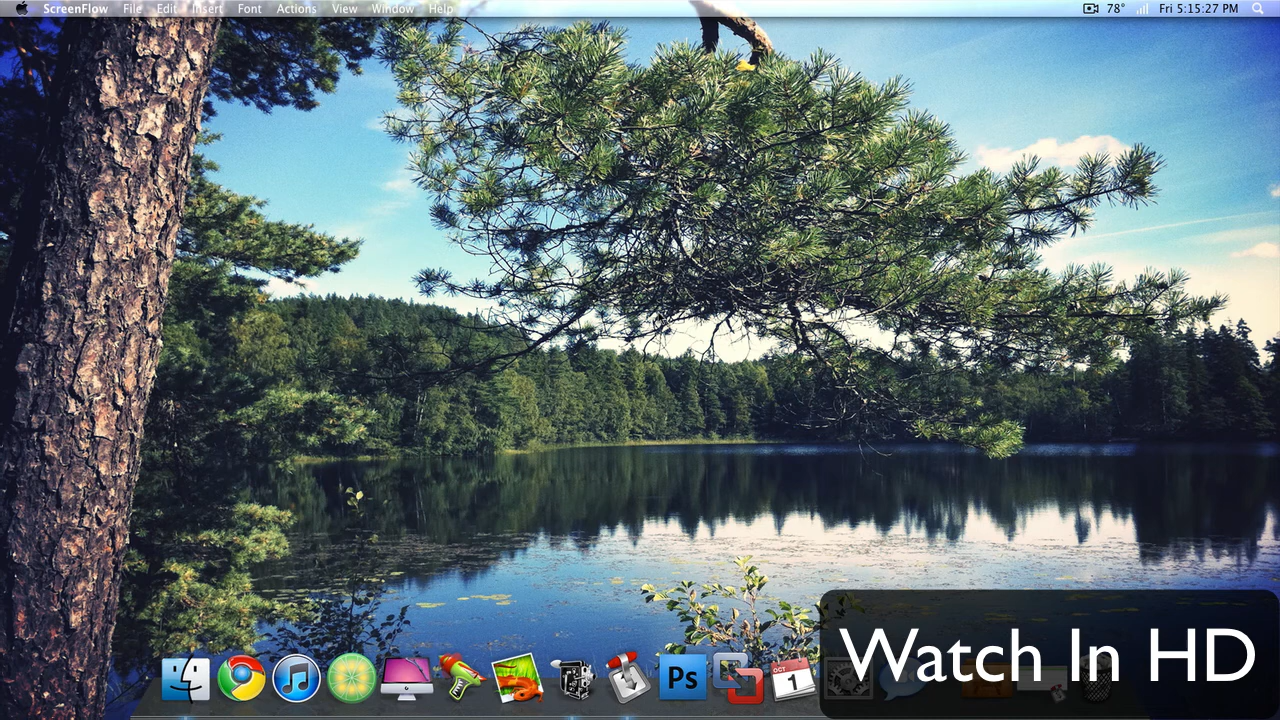 ScreenFlow File Edit Insert Font Actions View Window Help 78° Fri 5:15:27 PM
Ps
OCT
1
Watch In HD